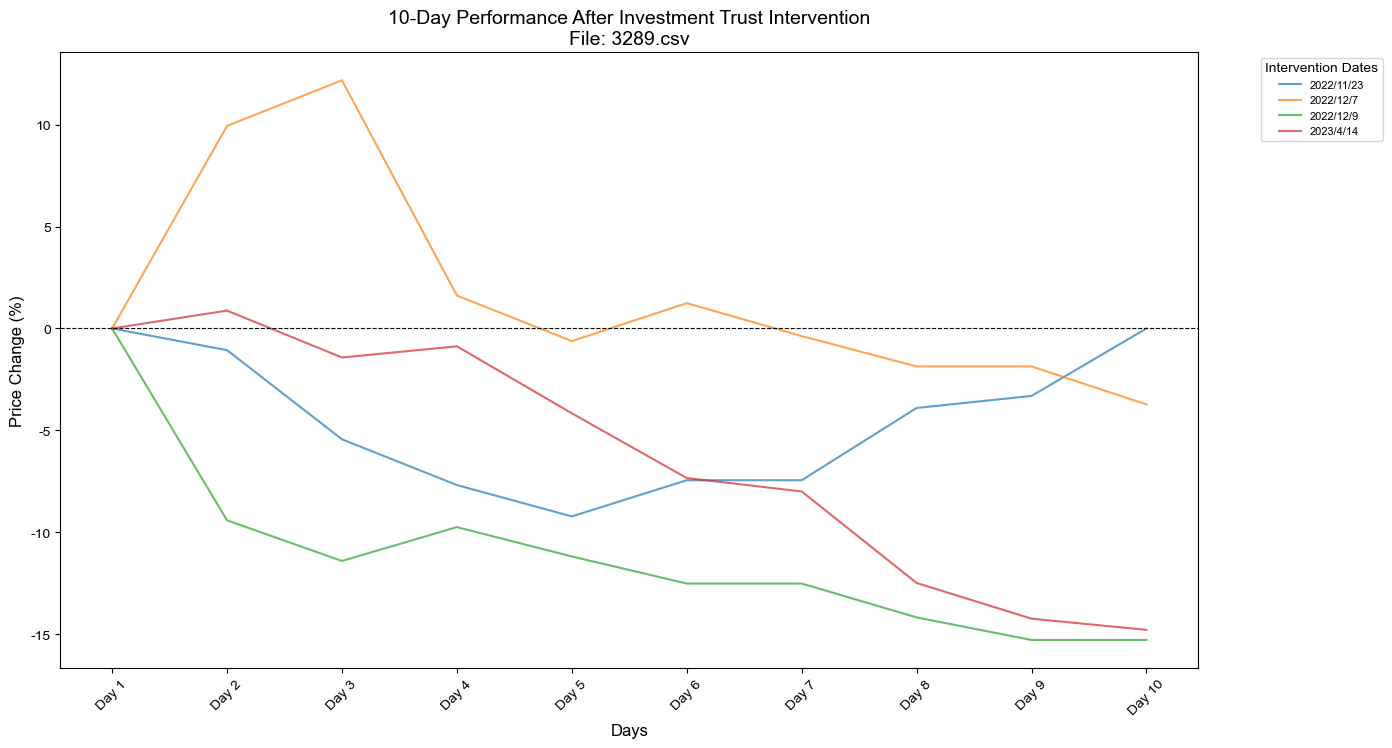 10-Day Performance After Investment Trust Intervention
File: 3289.csv
Intervention Dates
2022/11/23
2022/12/7
2022/12/9
2023/4/14
Price Change (%)
10
5
0
-5
-10
-15
Day 1
Day 2
Day 3
Day 4
Day 5
Day 6
Day 7
Day 8
Day 9
Day 10
Days